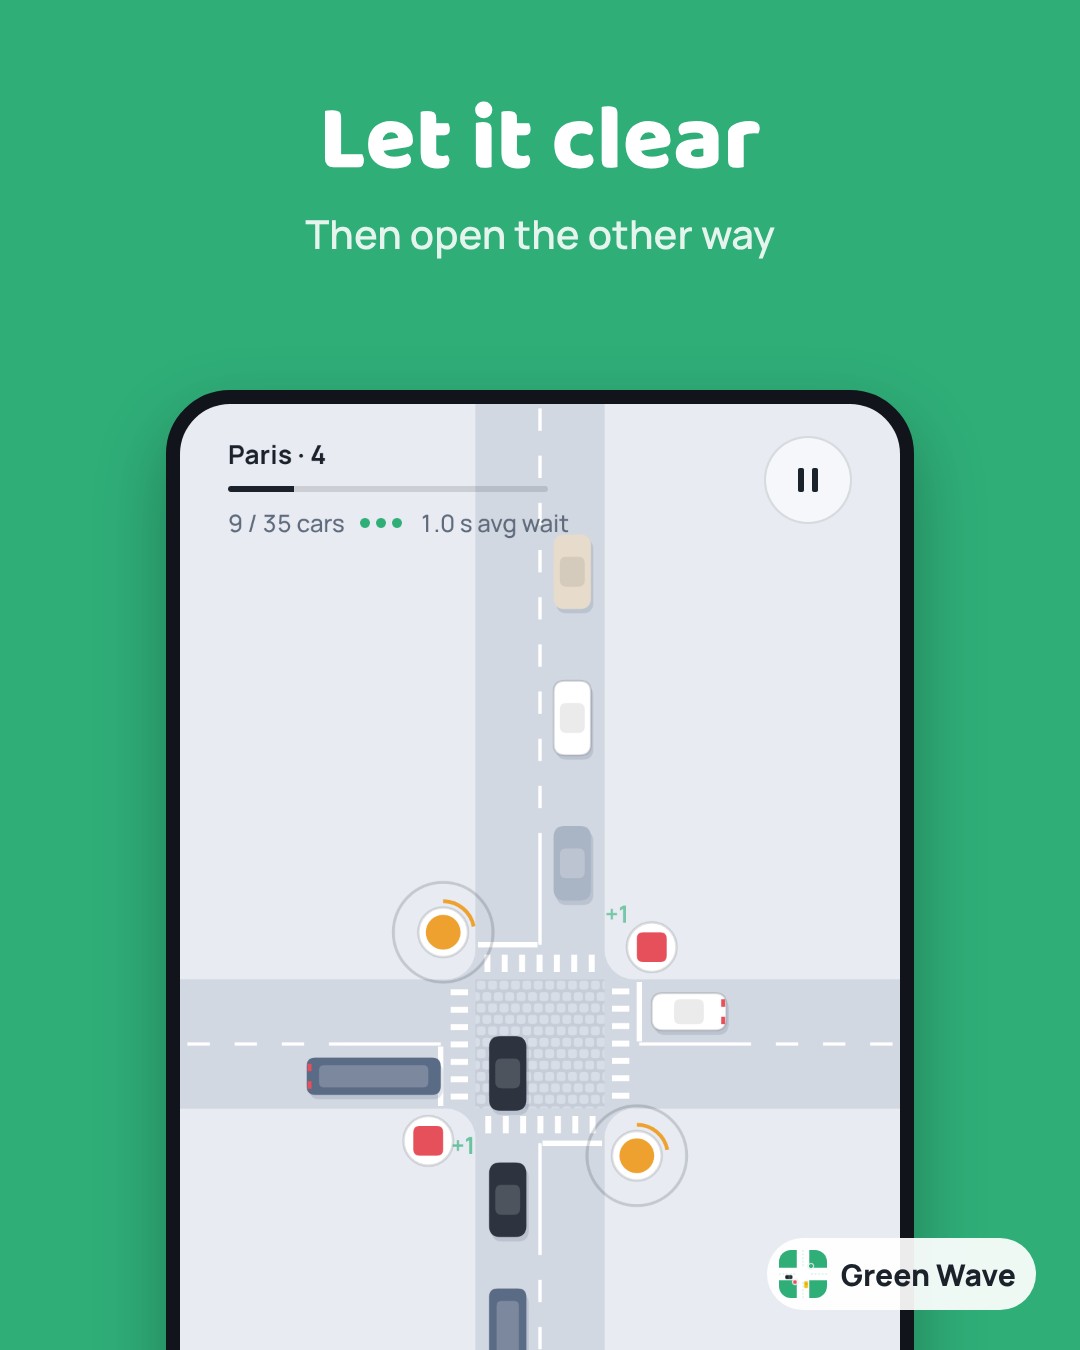 Let it clear
Then open the other way
Paris · 4
9 / 35 cars ••• 1.0 s avg wait
+1
+1
Green Wave